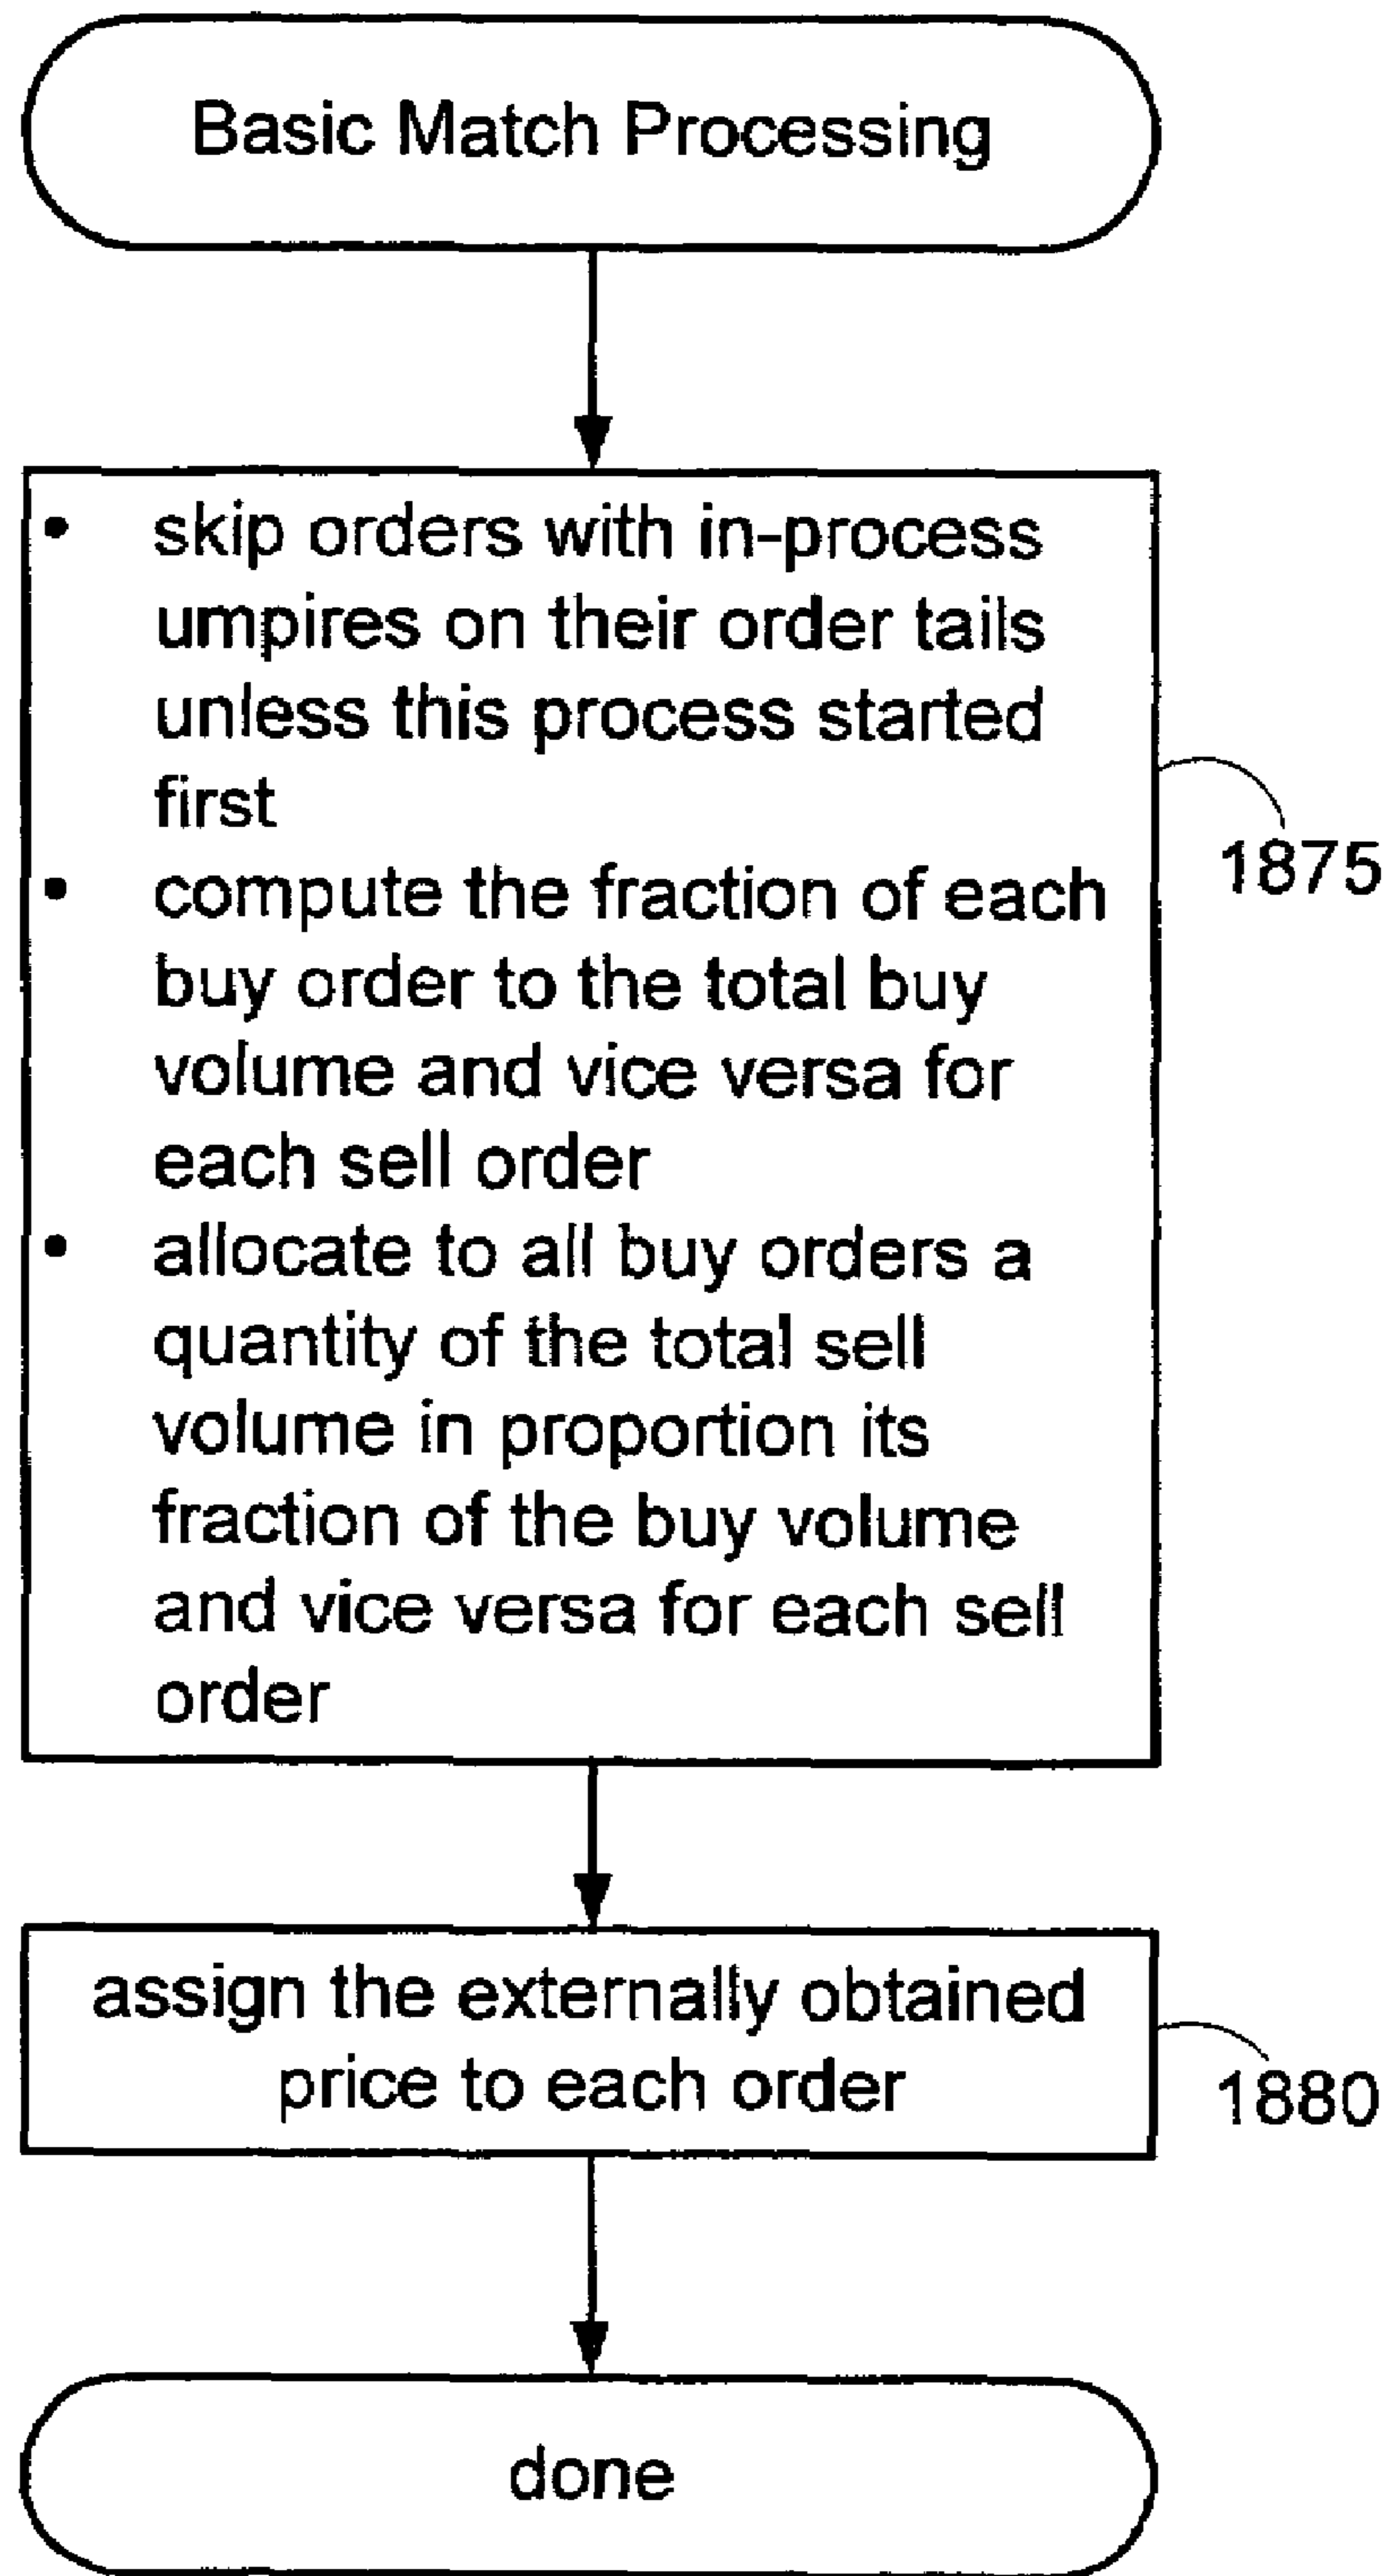 Basic Match Processing
• skip orders with in-process
umpires on their order tails
unless this process started
first
• compute the fraction of each
buy order to the total buy
volume and vice versa for
each sell order
• allocate to all buy orders a
quantity of the total sell
volume in proportion its
fraction of the buy volume
and vice versa for each sell
order
1875
assign the externally obtained
price to each order
1880
done